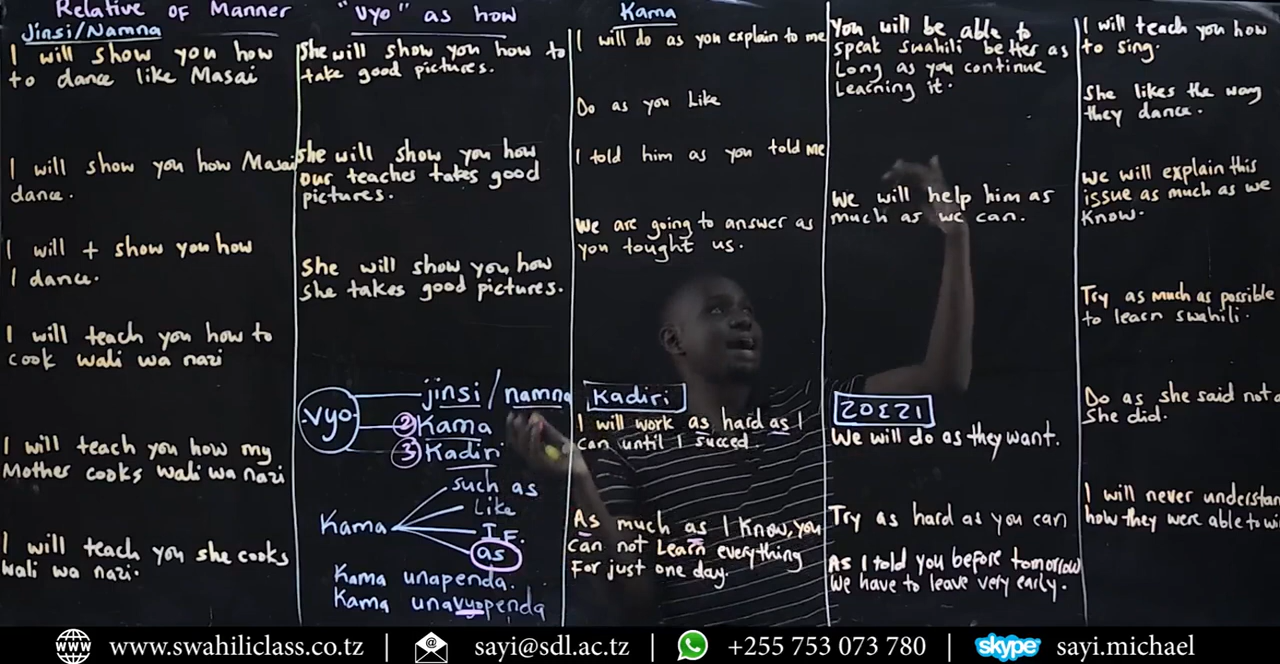 Relative of Manner "vyo" as how
Jinsi/Namna
I will show you how
to dance like Masai
I will show you how Masai
dance.
I will + show you how
I dance.
I will teach you how to
cook wali wa nazi
I will teach you how my
Mother cooks wali wa nazi
I will teach you she cooks
wali wa nazi.
She will show you how to
take good pictures.
She will show you how
our teaches takes good
pictures.
She will show you how
she takes good pictures.
vyo
jinsi / namna
2 Kama
3 Kadiri
Kama
such as
Like
IF.
as
Kama unapenda.
Kama unavyopenda
Kama
I will do as you explain to me
Do as you Like
I told him as you told me
We are going to answer as
you tought us.
Kadiri
I will work as hard as I
can until I succed.
As much as I know, you
can not Learn everything
For just one day.
You will be able to
speak swahili better as
Long as you continue
Learning it.
We will help him as
much as we can.
We will do as they want.
Try as hard as you can
As I told you before tomorrow
we have to leave very early.
I will teach you how
to sing.
She likes the way
they dance.
We will explain this
issue as much as we
Know.
Try as much as possible
to learn swahili.
Do as she said not a
She did.
I will never understan
how they were able to wi
www.swahiliclass.co.tz | sayi@sdl.ac.tz | +255 753 073 780 | skype sayi.michael